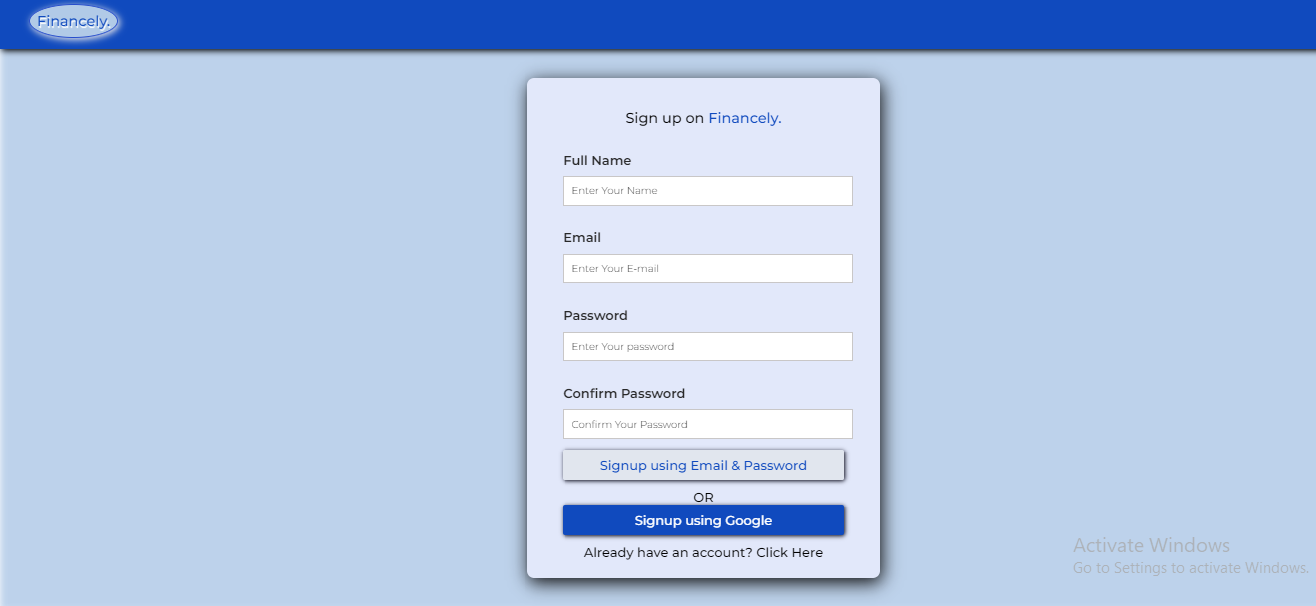 Financely.
Sign up on Financely.
Full Name
Enter Your Name
Email
Enter Your E-mail
Password
Enter Your password
Confirm Password
Confirm Your Password
Signup using Email & Password
OR
Signup using Google
Already have an account? Click Here
Activate Windows
Go to Settings to activate Windows.